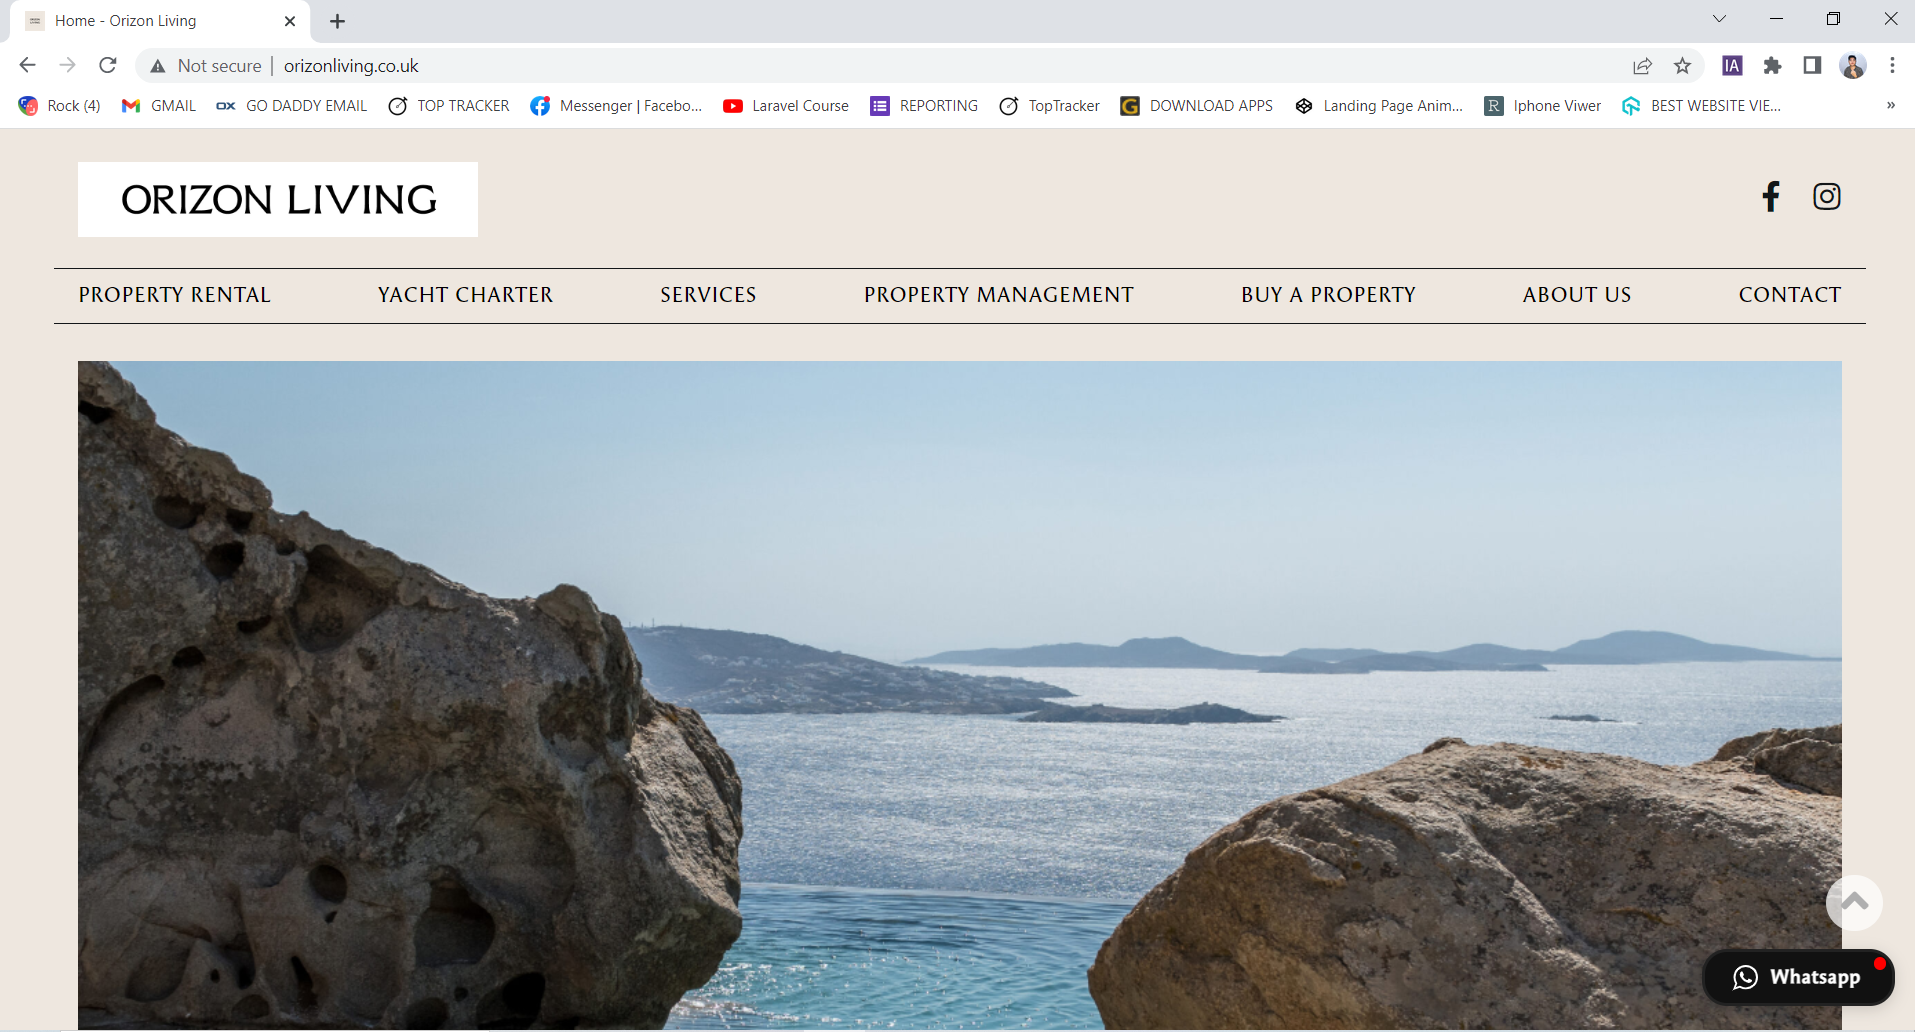 Home - Orizon Living
Not secure | orizonliving.co.uk
IA
Rock (4) GMAIL OX GO DADDY EMAIL TOP TRACKER Messenger | Facebo... Laravel Course REPORTING TopTracker G DOWNLOAD APPS Landing Page Anim... R Iphone Viwer BEST WEBSITE VIE... »
ORIZON LIVING
PROPERTY RENTAL YACHT CHARTER SERVICES PROPERTY MANAGEMENT BUY A PROPERTY ABOUT US CONTACT
Whatsapp